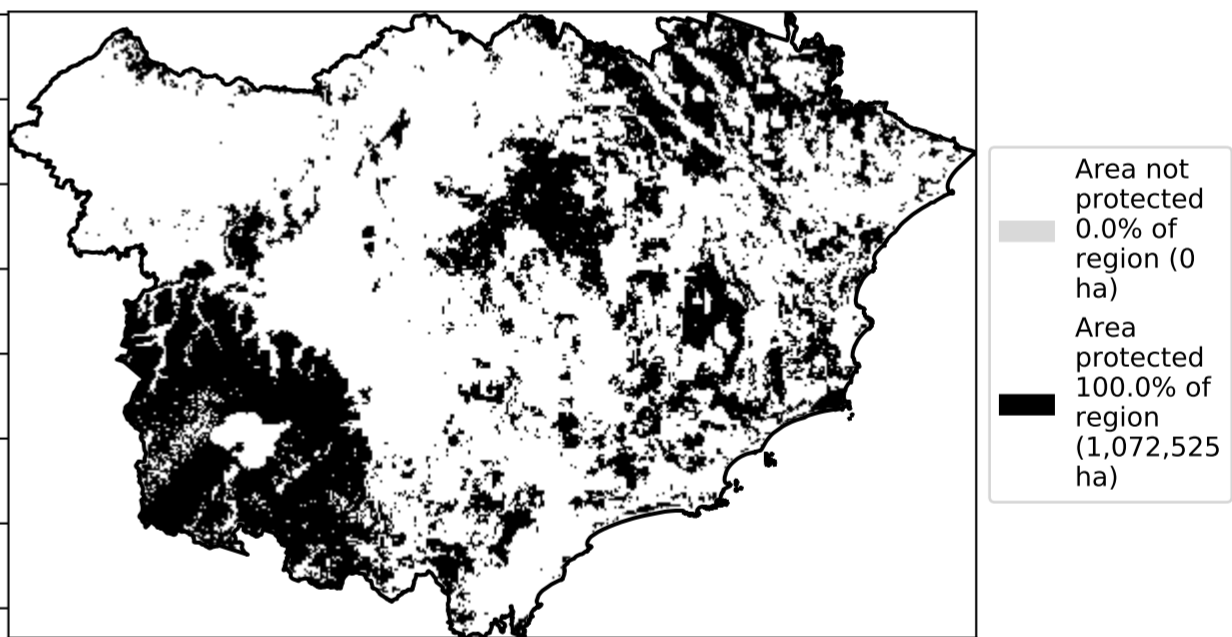 Area not
protected
0.0% of
region (0
ha)
Area
protected
100.0% of
region
(1,072,525
ha)